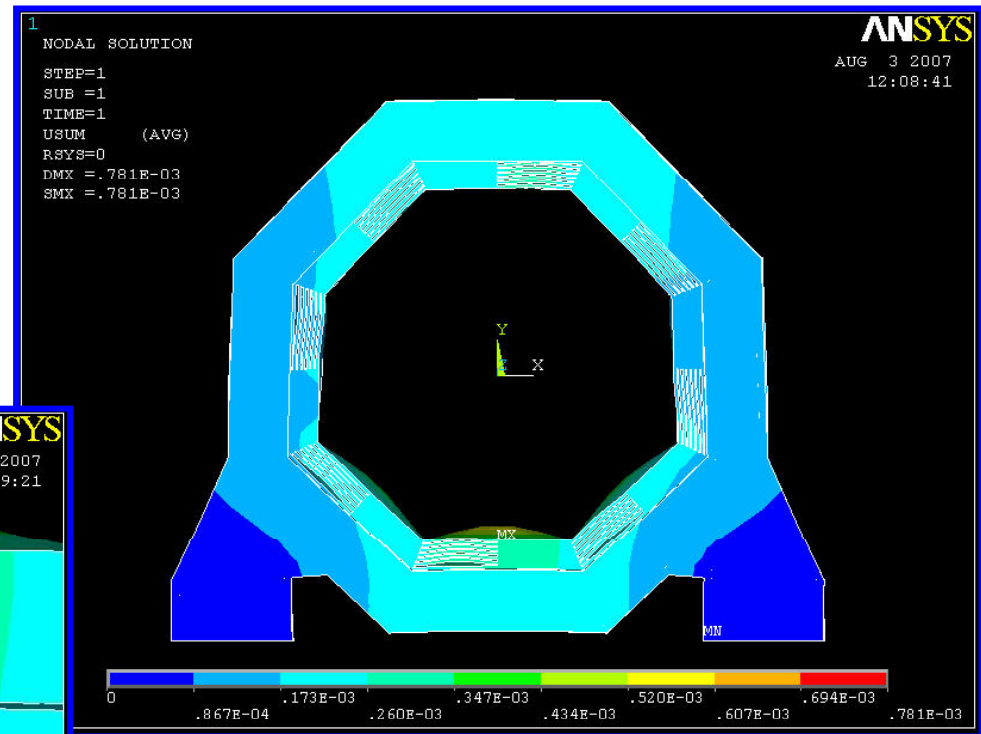 1
NODAL SOLUTION
STEP=1
SUB =1
TIME=1
USUM (AVG)
RSYS=0
DMX =.781E-03
SMX =.781E-03
ANSYS
AUG 3 2007
12:08:41
Y
Z X
MX
MN
0 .173E-03 .347E-03 .520E-03 .694E-03
.867E-04 .260E-03 .434E-03 .607E-03 .781E-03
SYS
2007
9:21